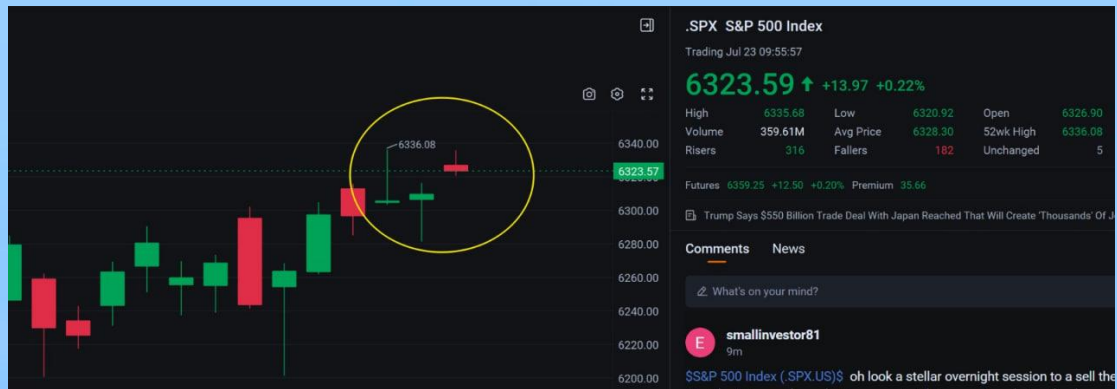 6336.08
6340.00
6323.57
6300.00
6280.00
6260.00
6240.00
6220.00
6200.00
.SPX S&P 500 Index
Trading Jul 23 09:55:57
6323.59 +13.97 +0.22%
High 6335.68 Low 6320.92 Open 6326.90
Volume 359.61M Avg Price 6328.30 52wk High 6336.08
Risers 316 Fallers 182 Unchanged 5
Futures 6359.25 +12.50 +0.20% Premium 35.66
Trump Says $550 Billion Trade Deal With Japan Reached That Will Create 'Thousands' Of
Comments News
What's on your mind?
E
smallinvestor81
9m
$S&P 500 Index (.SPX.US)$ oh look a stellar overnight session to a sell the